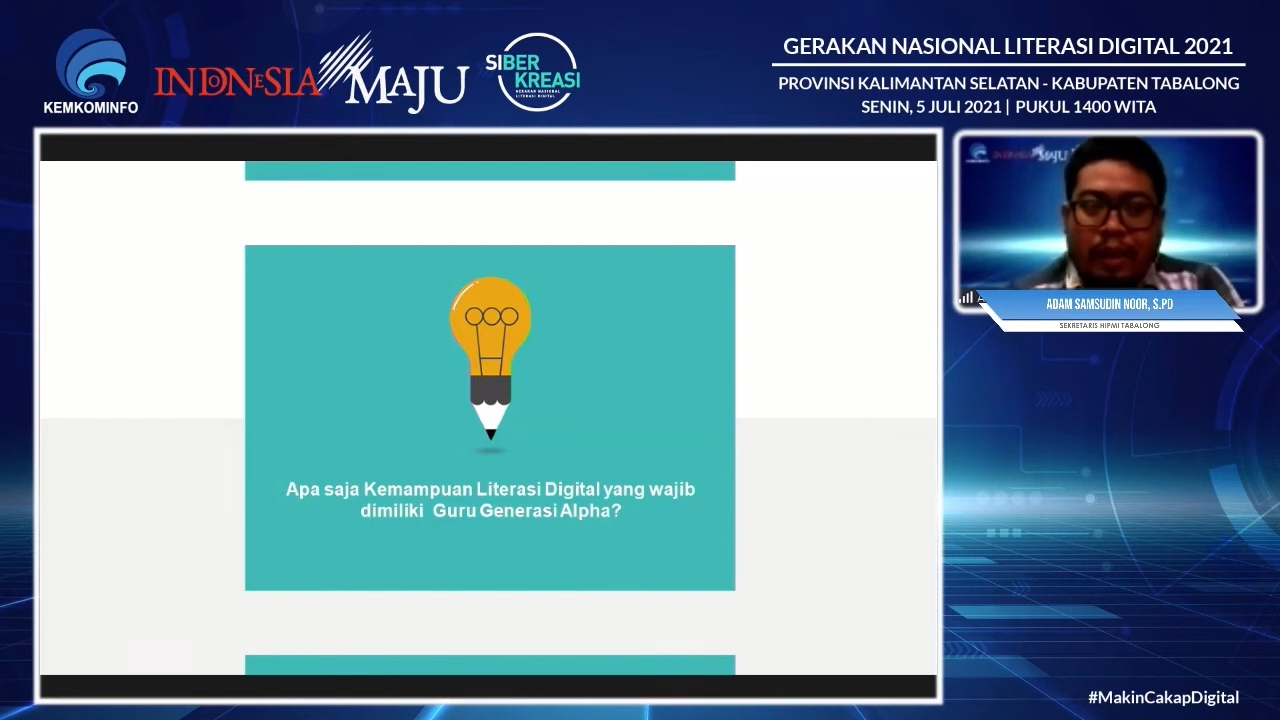 KEMKOMINFO
INDONESIA MAJU
SIBER
KREASI
GERAKAN NASIONAL
LITERASI DIGITAL
GERAKAN NASIONAL LITERASI DIGITAL 2021
PROVINSI KALIMANTAN SELATAN - KABUPATEN TABALONG
SENIN, 5 JULI 2021 | PUKUL 1400 WITA
MAJU
ADAM SAMSUDIN NOOR, S.PD
SEKRETARIS HIPMI TABALONG
Apa saja Kemampuan Literasi Digital yang wajib
dimiliki Guru Generasi Alpha?
#MakinCakapDigital